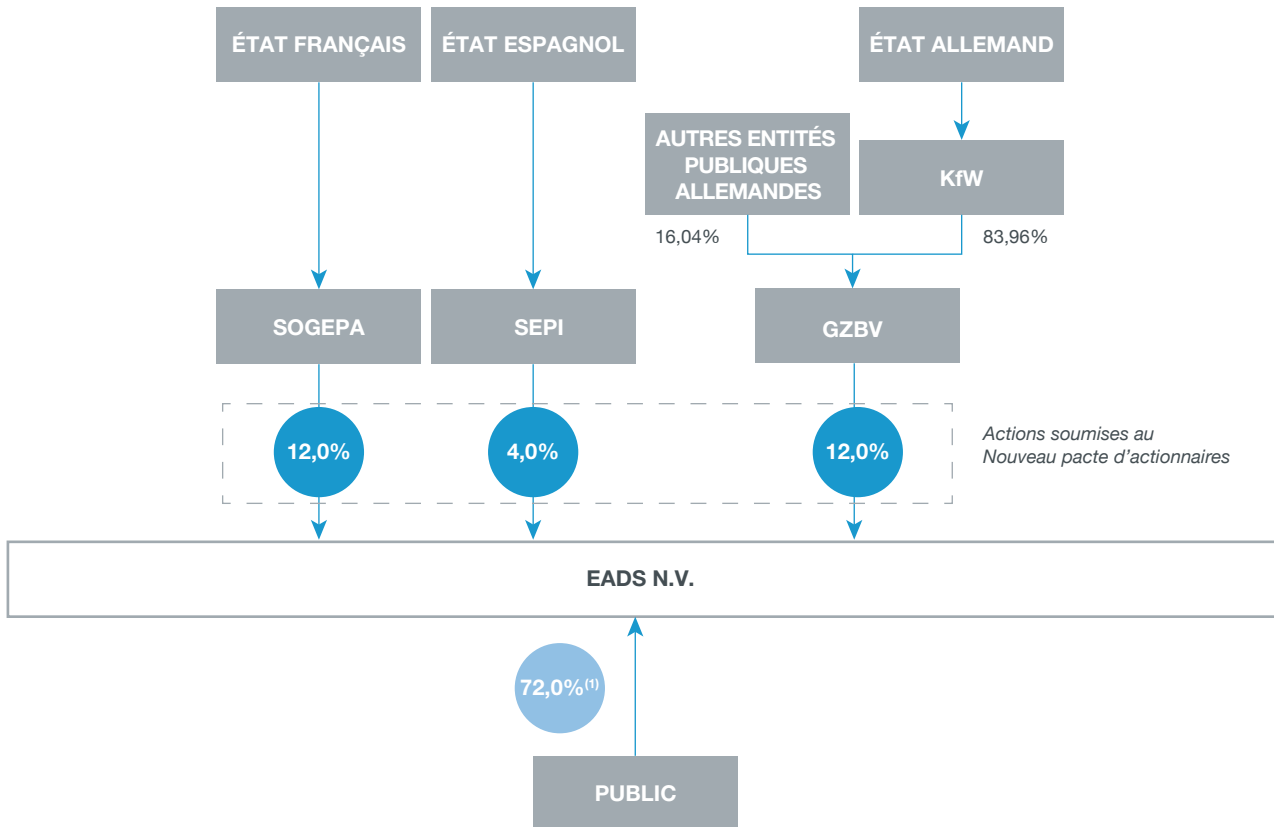 ÉTAT FRANÇAIS
ÉTAT ESPAGNOL
ÉTAT ALLEMAND
AUTRES ENTITÉS
PUBLIQUES
ALLEMANDES
KfW
16,04%
83,96%
SOGEPA
SEPI
GZBV
12,0%
4,0%
12,0%
Actions soumises au
Nouveau pacte d'actionnaires
EADS N.V.
72,0%(1)
PUBLIC